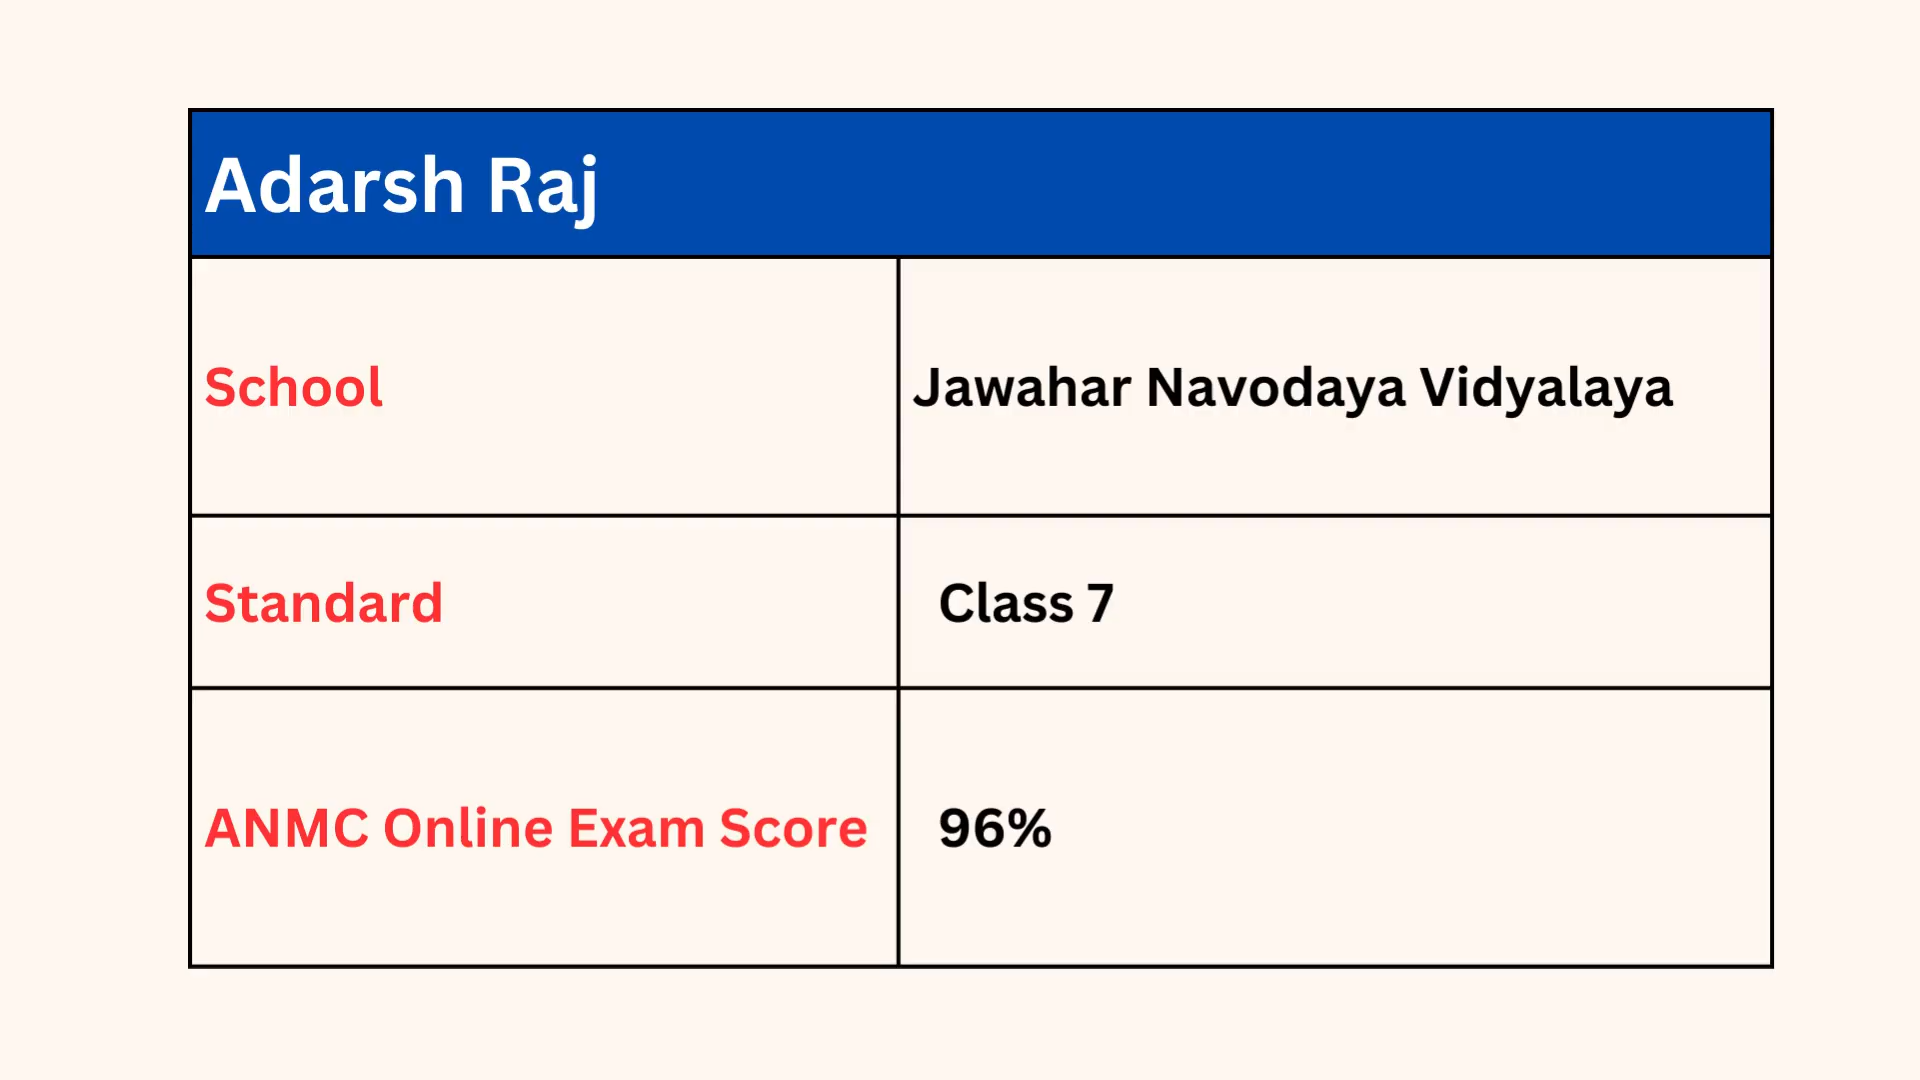 Adarsh Raj
School
Jawahar Navodaya Vidyalaya
Standard
Class 7
ANMC Online Exam Score
96%